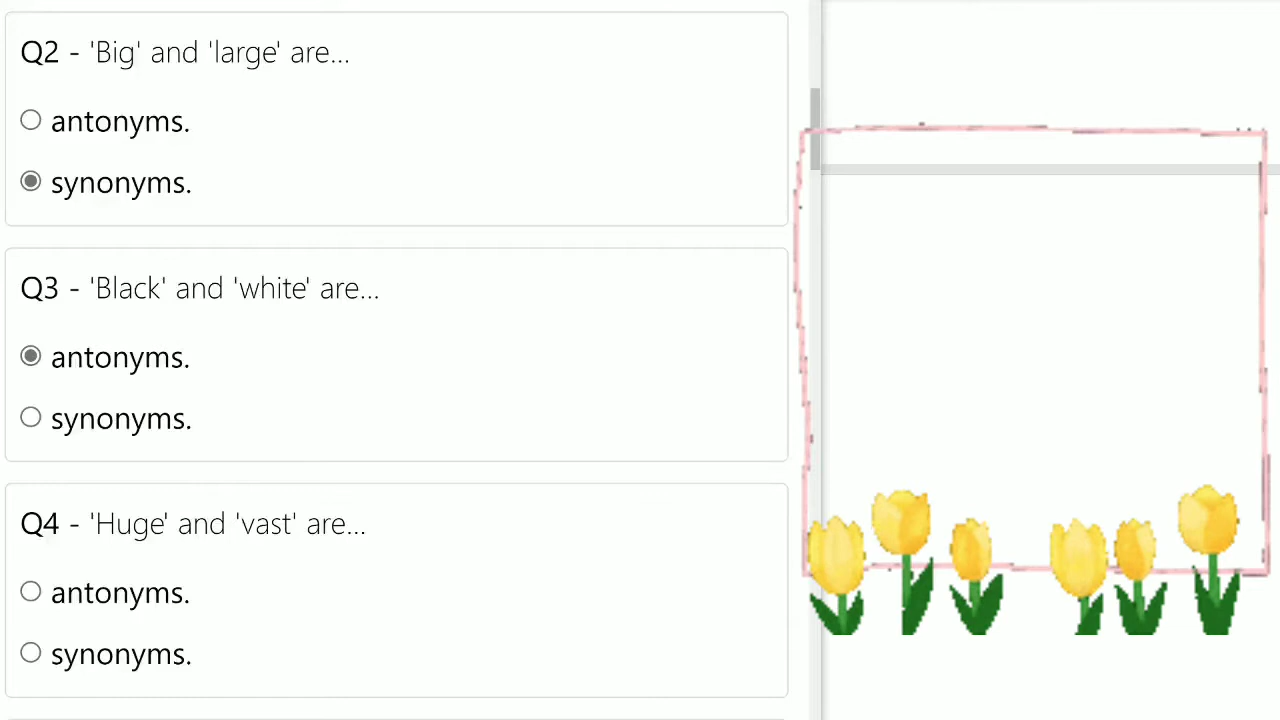 Q2 - 'Big' and 'large' are...
antonyms.
synonyms.
Q3 - 'Black' and 'white' are...
antonyms.
synonyms.
Q4 - 'Huge' and 'vast' are...
antonyms.
synonyms.